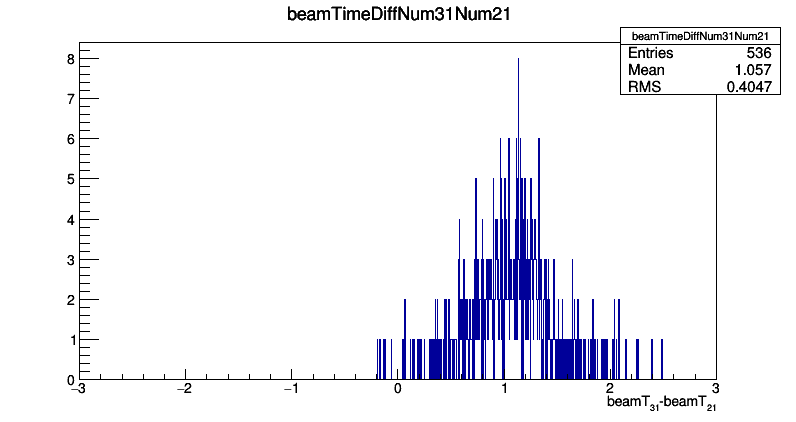 beamTimeDiffNum31Num21
beamTimeDiffNum31Num21
Entries 536
Mean 1.057
RMS 0.4047
8
7
6
5
4
3
2
1
0
−3 −2 −1 0 1 2 3
beamT31-beamT21